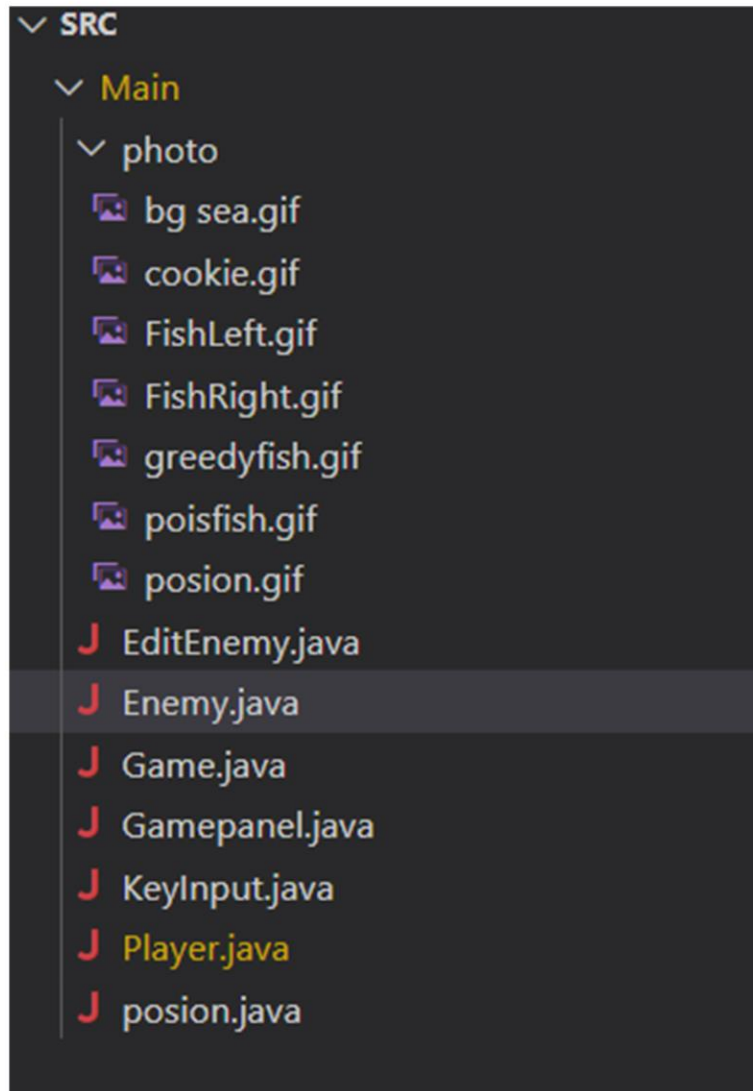 SRC
Main
photo
bg sea.gif
cookie.gif
FishLeft.gif
FishRight.gif
greedyfish.gif
poisfish.gif
posion.gif
J EditEnemy.java
J Enemy.java
J Game.java
J Gamepanel.java
J KeyInput.java
J Player.java
J posion.java